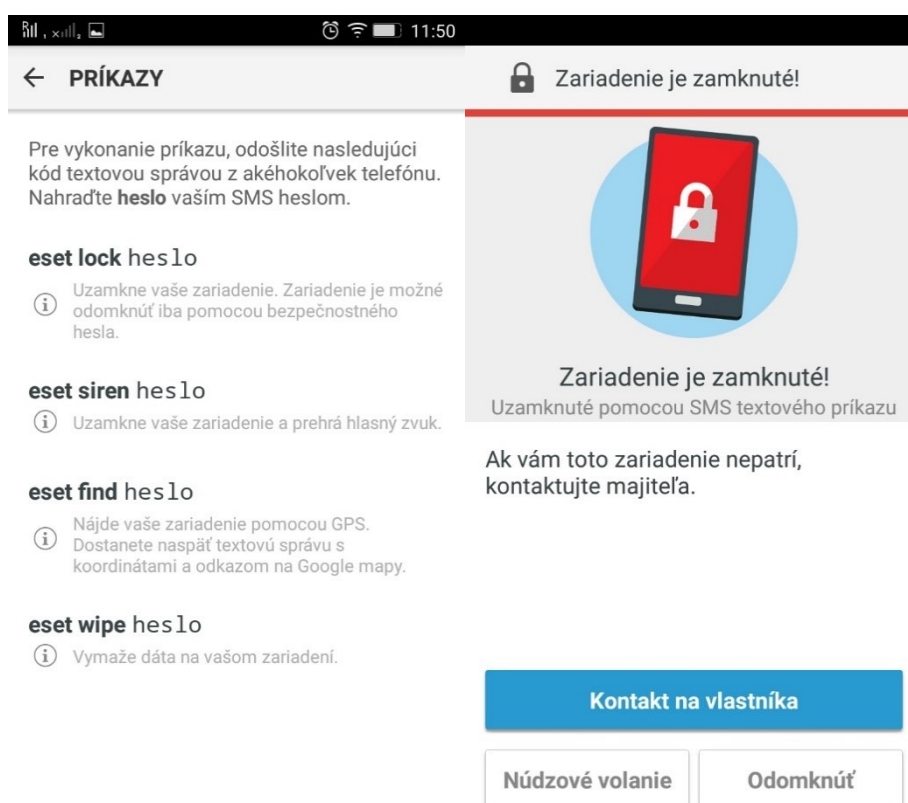 11:50
PRÍKAZY
Pre vykonanie príkazu, odošlite nasledujúci
kód textovou správou z akéhokoľvek telefónu.
Nahraďte heslo vaším SMS heslom.
eset lock heslo
Uzamkne vaše zariadenie. Zariadenie je možné
odomknúť iba pomocou bezpečnostného
hesla.
eset siren heslo
Uzamkne vaše zariadenie a prehrá hlasný zvuk.
eset find heslo
Nájde vaše zariadenie pomocou GPS.
Dostanete naspäť textovú správu s
koordinátami a odkazom na Google mapy.
eset wipe heslo
Vymaže dáta na vašom zariadení.
Zariadenie je zamknuté!
Zariadenie je zamknuté!
Uzamknuté pomocou SMS textového príkazu
Ak vám toto zariadenie nepatrí,
kontaktujte majiteľa.
Kontakt na vlastníka
Núdzové volanie
Odomknúť